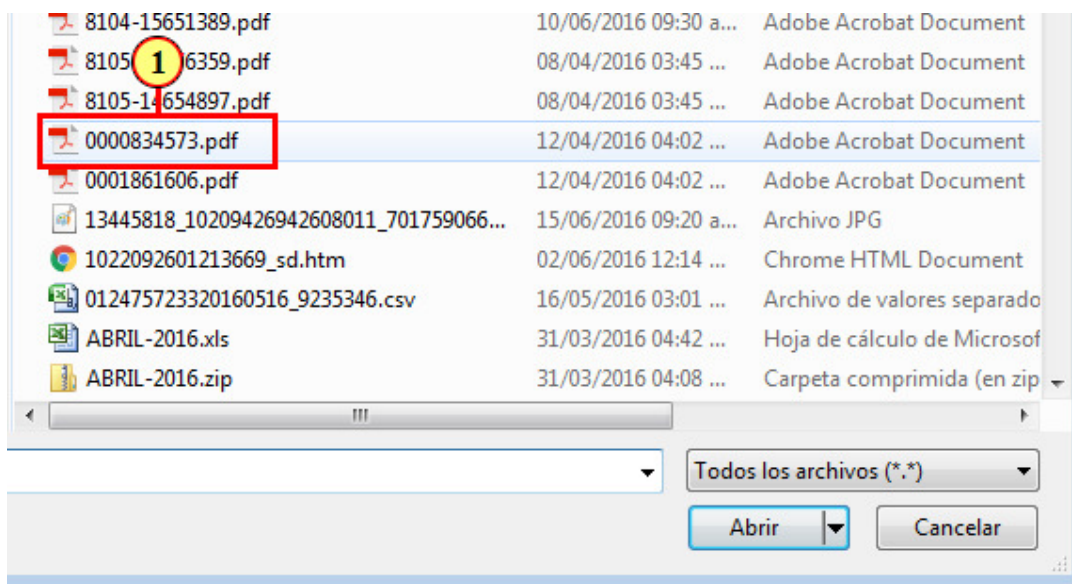 8104-15651389.pdf 10/06/2016 09:30 a... Adobe Acrobat Document
1
8105 6359.pdf 08/04/2016 03:45 ... Adobe Acrobat Document
8105-14654897.pdf 08/04/2016 03:45 ... Adobe Acrobat Document
0000834573.pdf 12/04/2016 04:02 ... Adobe Acrobat Document
0001861606.pdf 12/04/2016 04:02 ... Adobe Acrobat Document
13445818_10209426942608011_701759066... 15/06/2016 09:20 a... Archivo JPG
1022092601213669_sd.htm 02/06/2016 12:14 ... Chrome HTML Document
012475723320160516_9235346.csv 16/05/2016 03:01 ... Archivo de valores separado
ABRIL-2016.xls 31/03/2016 04:42 ... Hoja de cálculo de Microsof
ABRIL-2016.zip 31/03/2016 04:08 ... Carpeta comprimida (en zip
Todos los archivos (*.*)
Abrir Cancelar